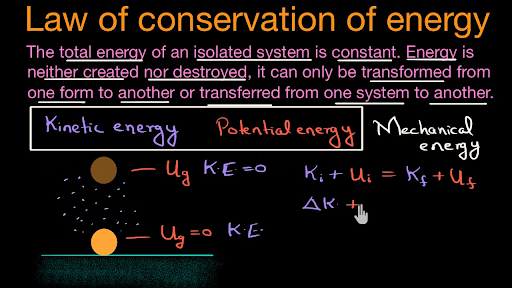 Law of conservation of energy
The total energy of an isolated system is constant. Energy is
neither created nor destroyed, it can only be transformed from
one form to another or transferred from one system to another.
Kinetic energy Potential energy Mechanical
energy
Ug K.E.=0 Ki + Ui = Kf + Uf
ΔK +
Ug=0 K.E.